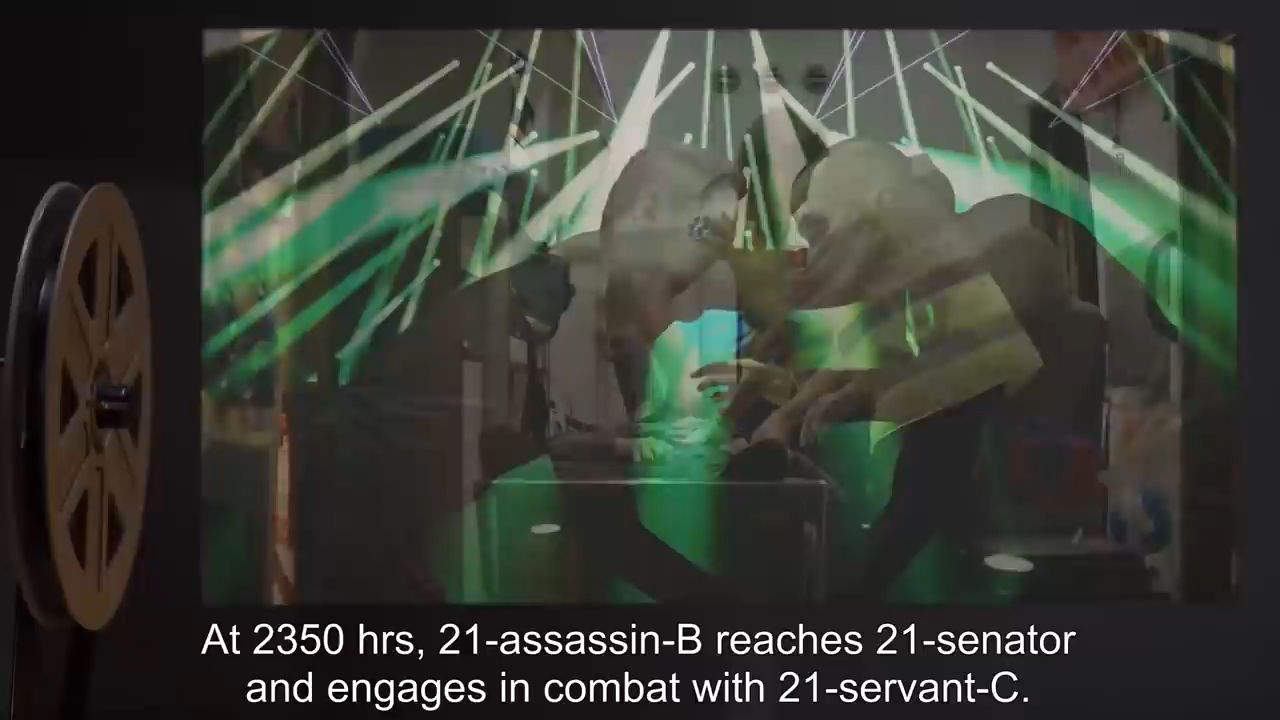 At 2350 hrs, 21-assassin-B reaches 21-senator
and engages in combat with 21-servant-C.